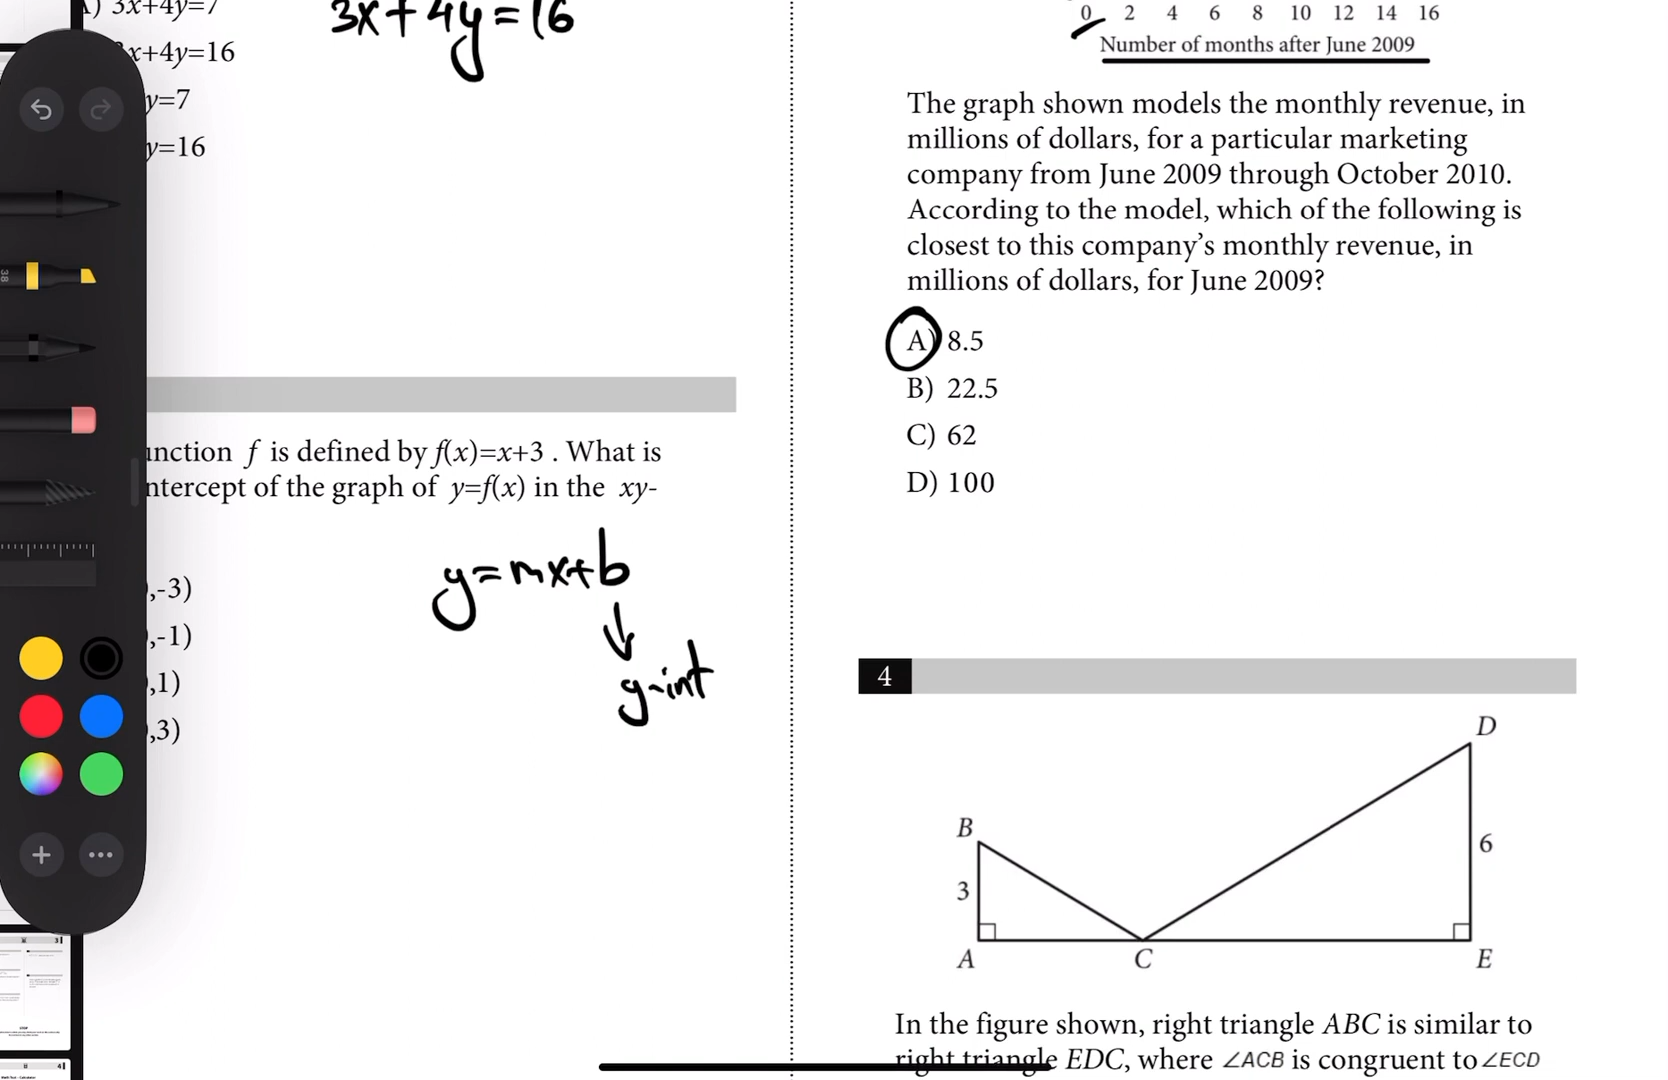 3x+4y=7
x+4y=16
y=7
y=16
3x+4y=16
unction f is defined by f(x)=x+3 . What is
ntercept of the graph of y=f(x) in the xy-
,-3)
,-1)
,1)
,3)
y=mx+b
y-int
0 2 4 6 8 10 12 14 16
Number of months after June 2009
The graph shown models the monthly revenue, in
millions of dollars, for a particular marketing
company from June 2009 through October 2010.
According to the model, which of the following is
closest to this company's monthly revenue, in
millions of dollars, for June 2009?
A) 8.5
B) 22.5
C) 62
D) 100
4
D
B
6
3
A
C
E
In the figure shown, right triangle ABC is similar to
right triangle EDC, where ∠ACB is congruent to ∠ECD